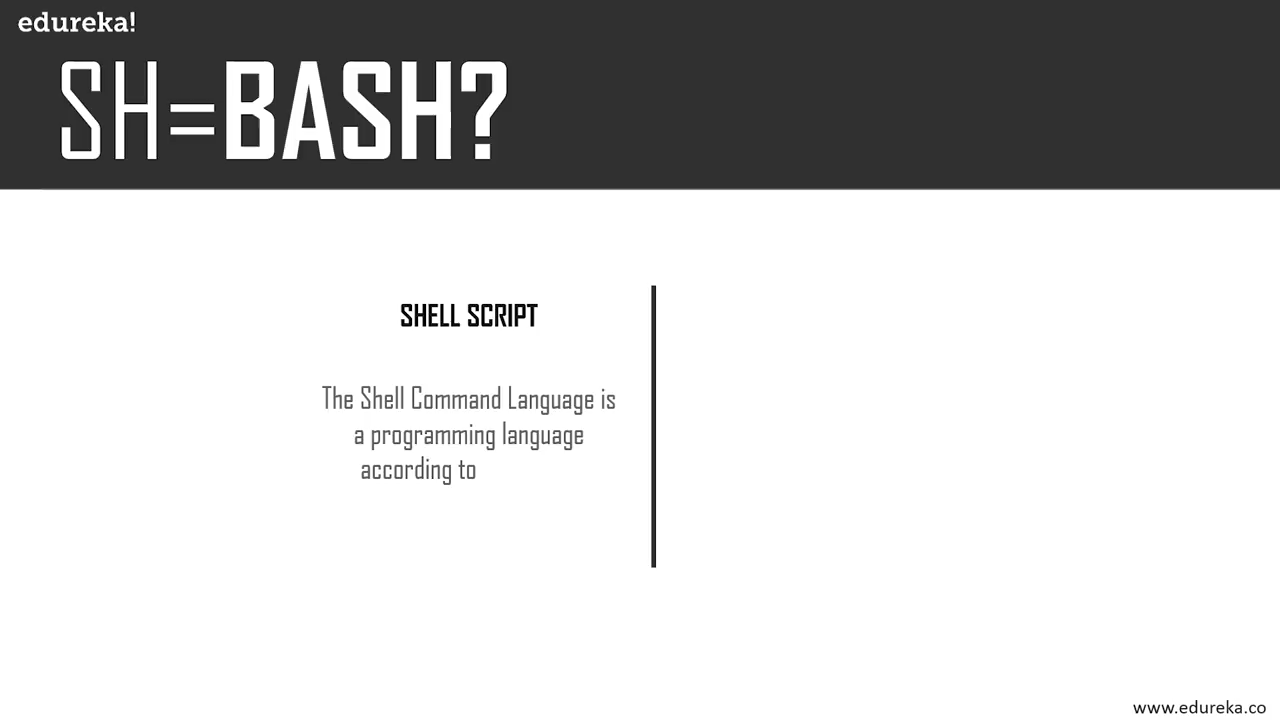 edureka!
SH=BASH?
SHELL SCRIPT
The Shell Command Language is
a programming language
according to
www.edureka.co